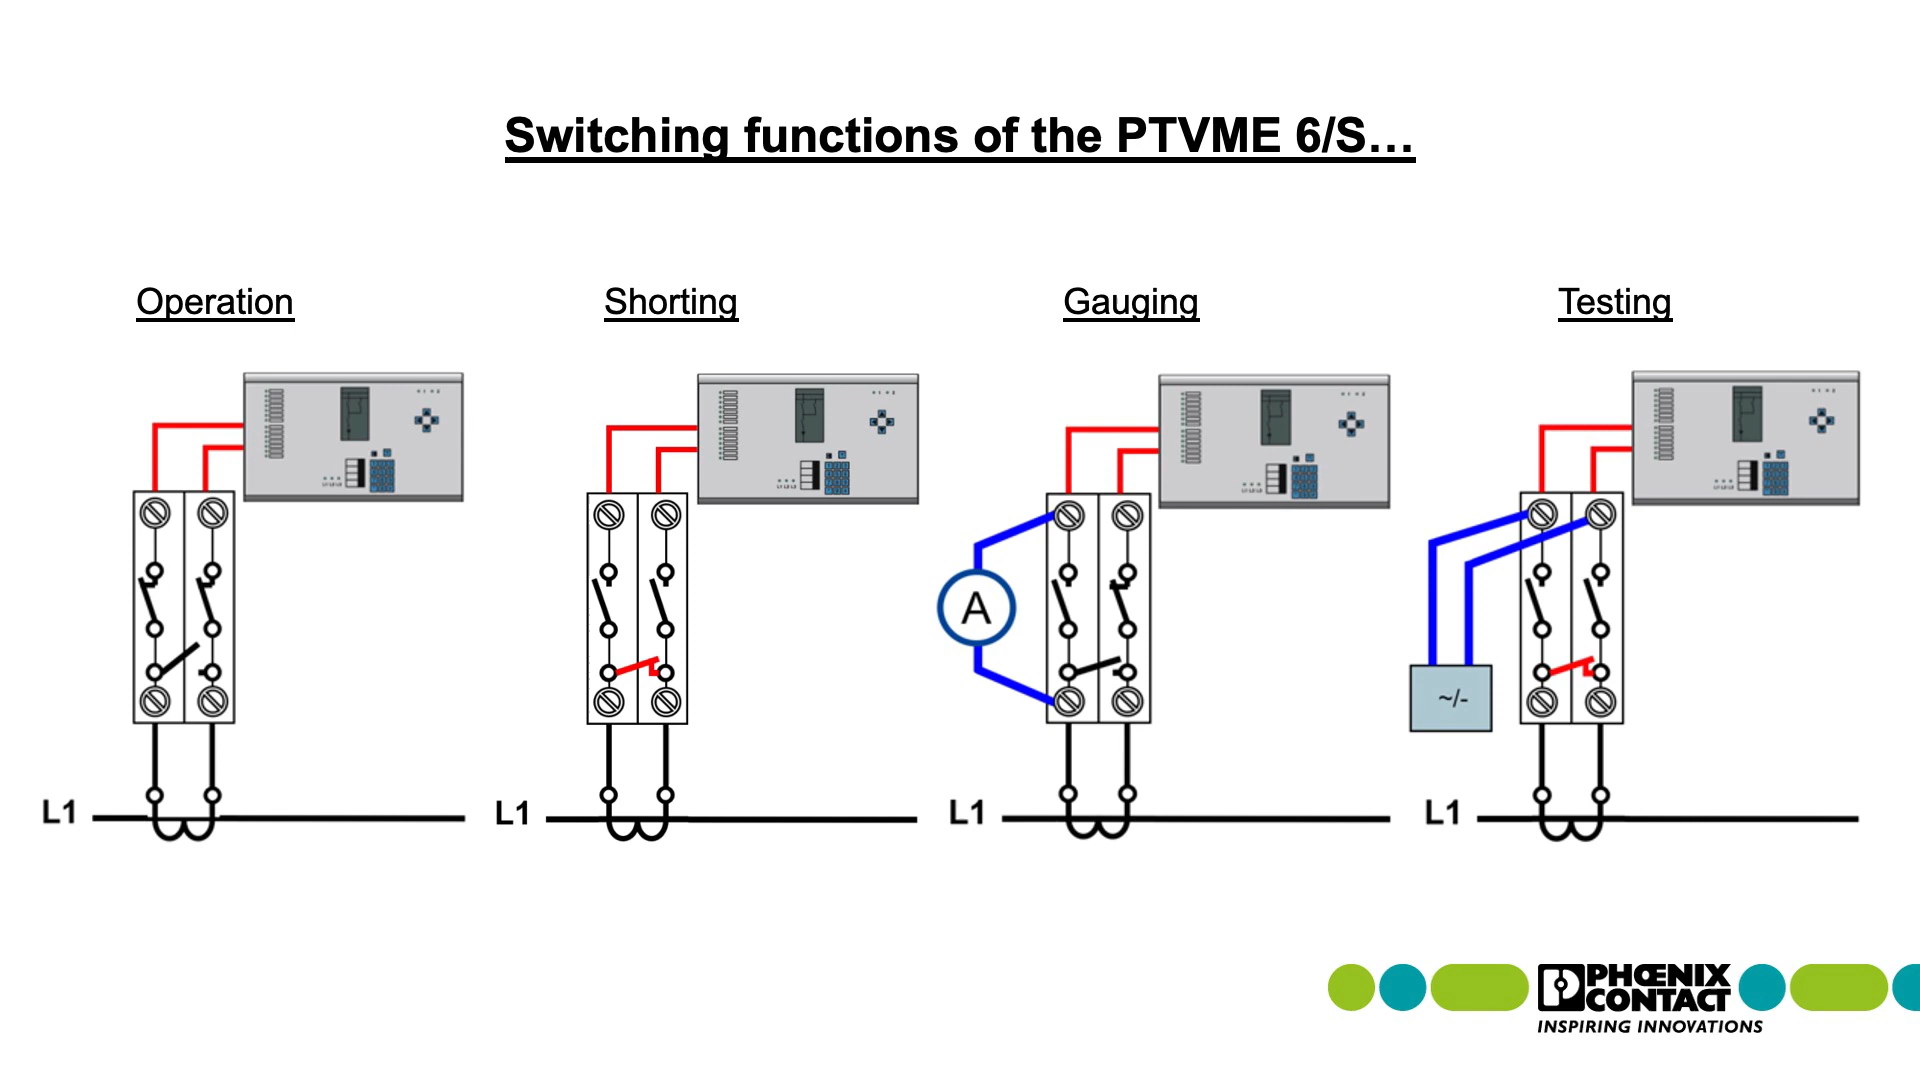 Switching functions of the PTVME 6/S…
Operation
Shorting
Gauging
Testing
A
~/-
L1
L1
L1
L1
PHŒNIX
CONTACT
INSPIRING INNOVATIONS